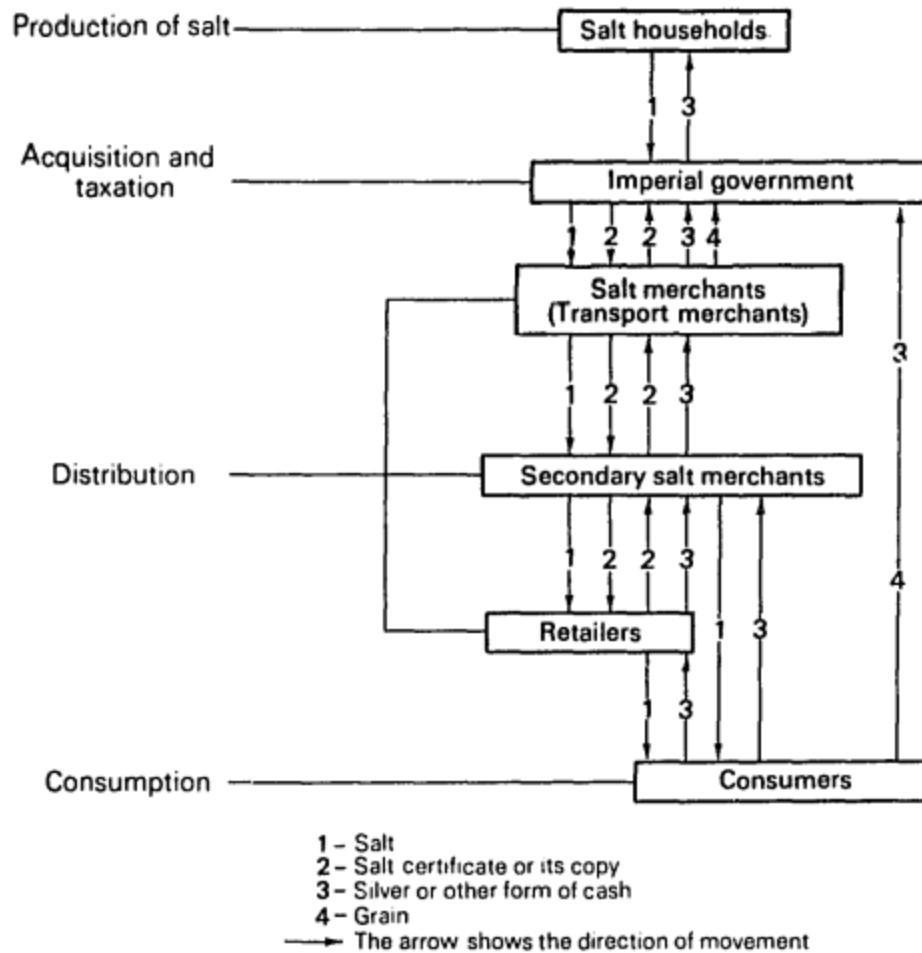 Production of salt
Salt households
1 3
Acquisition and
taxation
Imperial government
1 2 2 3 4
Salt merchants
(Transport merchants)
3
1 2 2 3
Distribution
Secondary salt merchants
1 2 2 3
4
Retailers
1 3
1 3
Consumption
Consumers
1 – Salt
2 – Salt certificate or its copy
3 – Silver or other form of cash
4 – Grain
The arrow shows the direction of movement